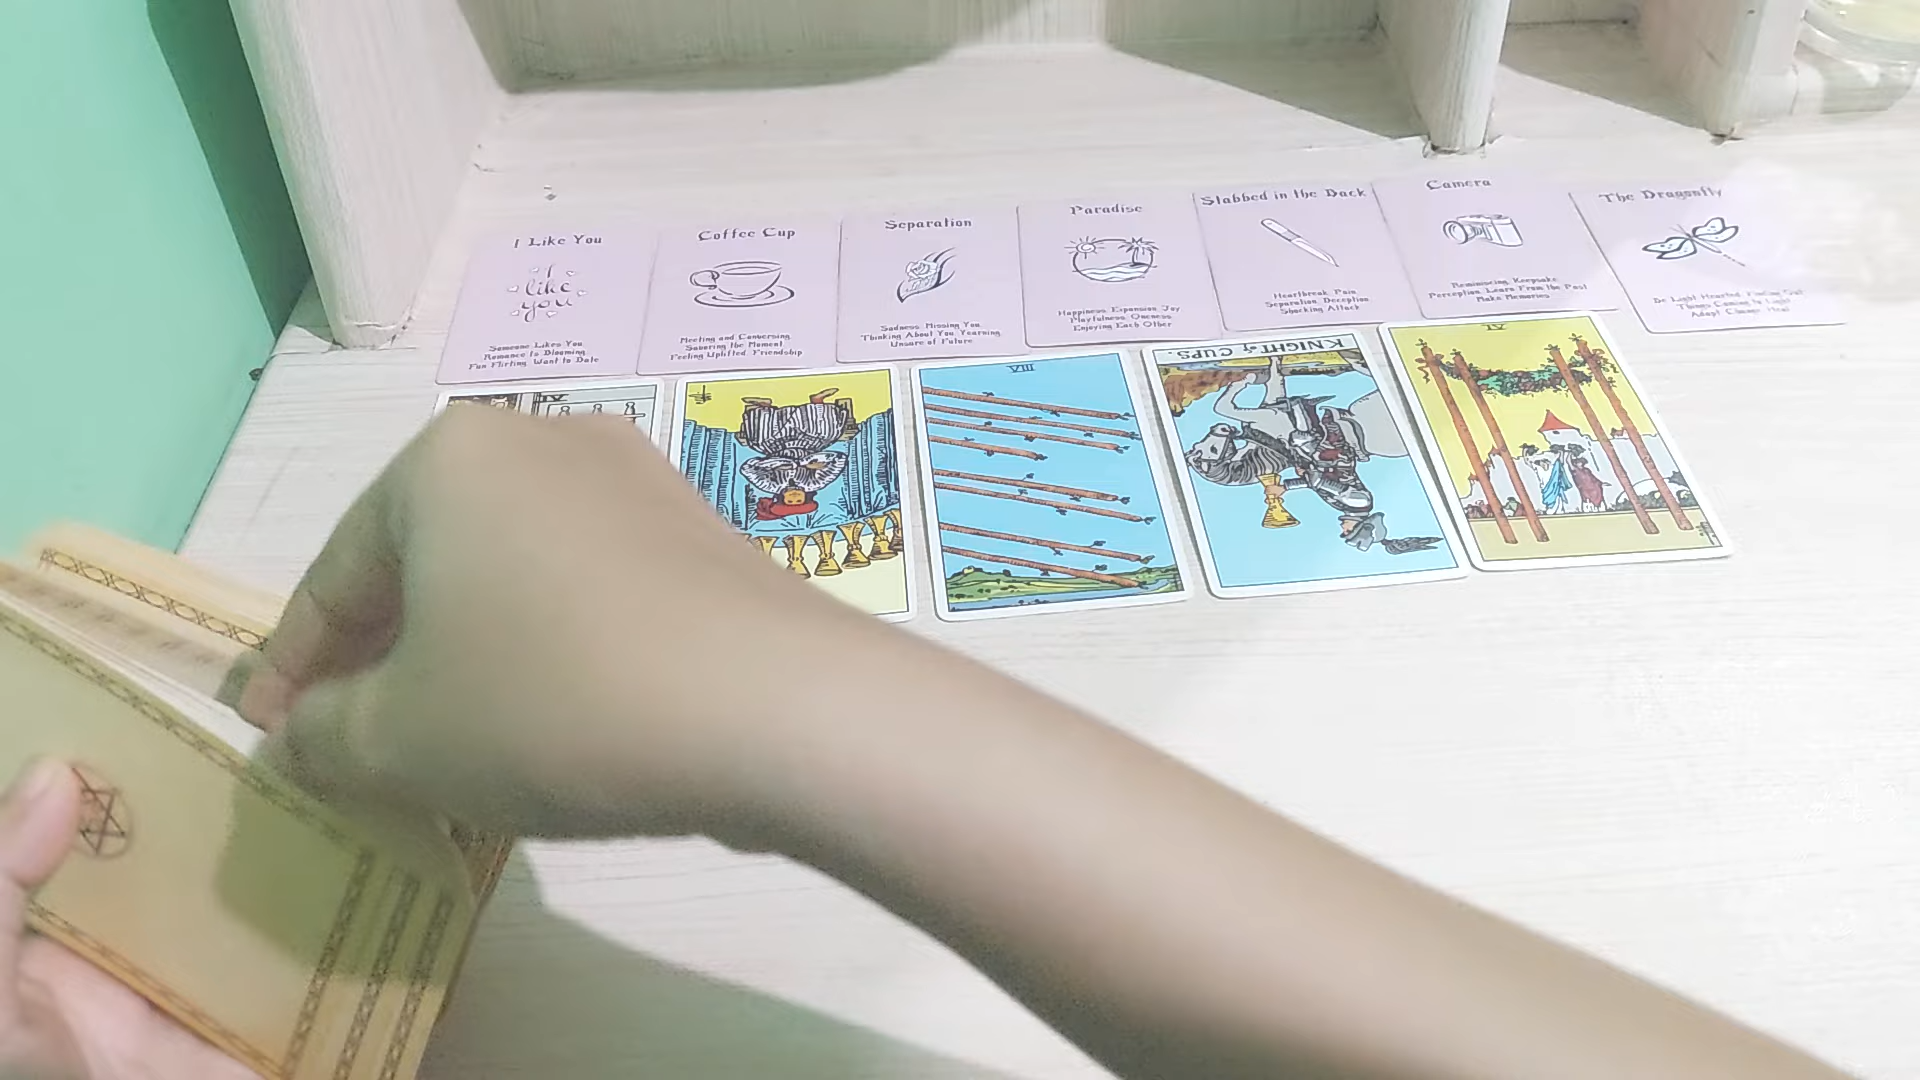 I Like You
I
like
you
Someone Likes You
Romance is Blooming
Fun Flirting, Want to Date
Coffee Cup
Meeting and Conversing
Savoring the Moment
Feeling Uplifted, Friendship
Separation
Sadness, Missing You
Thinking About You, Yearning
Unsure of Future
Paradise
Happiness, Expansion, Joy
Playfulness, Oneness
Enjoying Each Other
Stabbed in the Back
Heartbreak, Pain
Separation, Deception
Shocking Attack
Camera
Reminiscing, Keepsake
Perception, Learn From the Past
Make Memories
The Dragonfly
Be Light Hearted, Finding Out
Things Coming to Light
Adapt, Change, Heal
VIII
KNIGHT of CUPS.